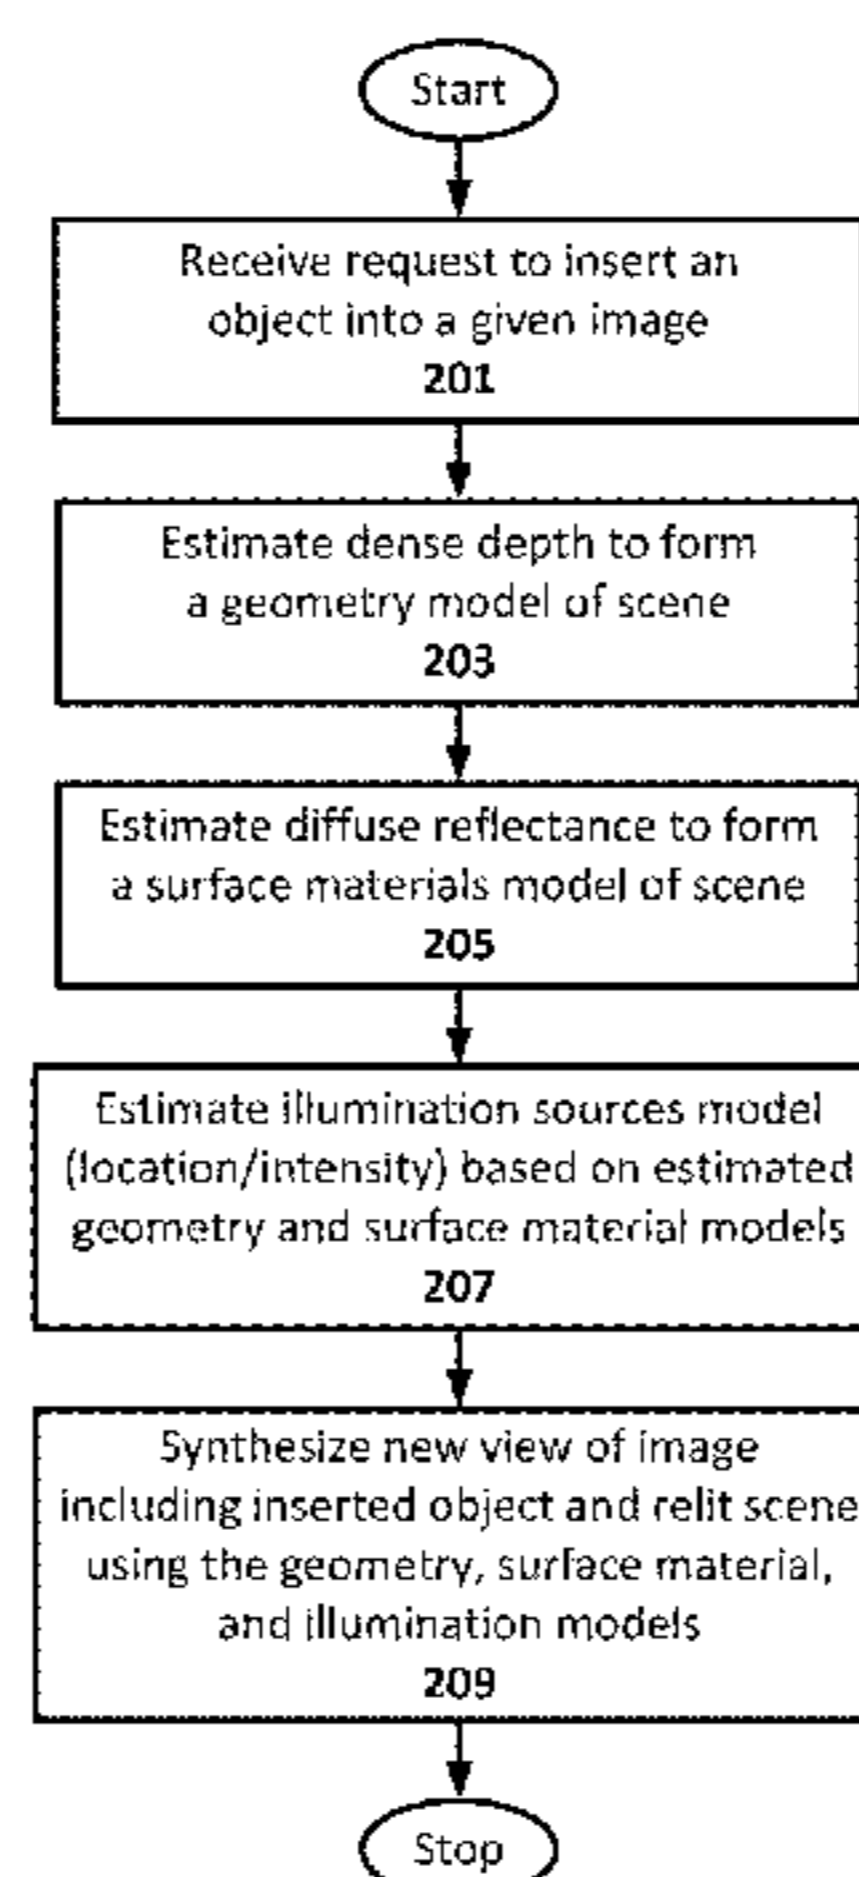 Start
Receive request to insert an
object into a given image
201
Estimate dense depth to form
a geometry model of scene
203
Estimate diffuse reflectance to form
a surface materials model of scene
205
Estimate illumination sources model
(location/intensity) based on estimated
geometry and surface material models
207
Synthesize new view of image
including inserted object and relit scene
using the geometry, surface material,
and illumination models
209
Stop